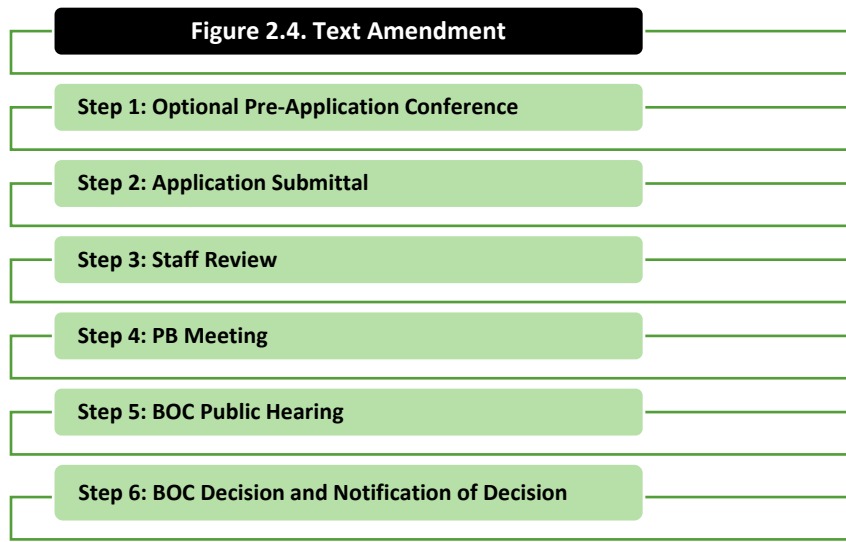 Figure 2.4. Text Amendment
Step 1: Optional Pre-Application Conference
Step 2: Application Submittal
Step 3: Staff Review
Step 4: PB Meeting
Step 5: BOC Public Hearing
Step 6: BOC Decision and Notification of Decision